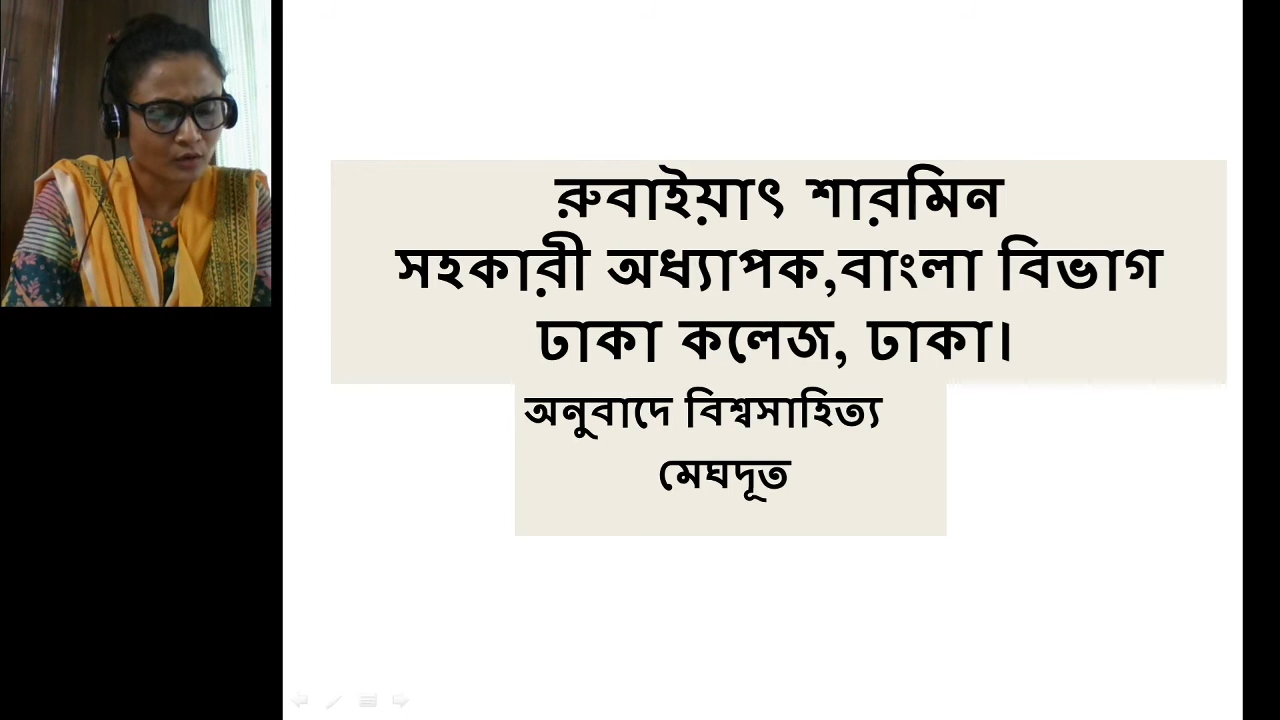 রুবাইয়াৎ শারমিন
সহকারী অধ্যাপক,বাংলা বিভাগ
ঢাকা কলেজ, ঢাকা।
অনুবাদে বিশ্বসাহিত্য
মেঘদূত